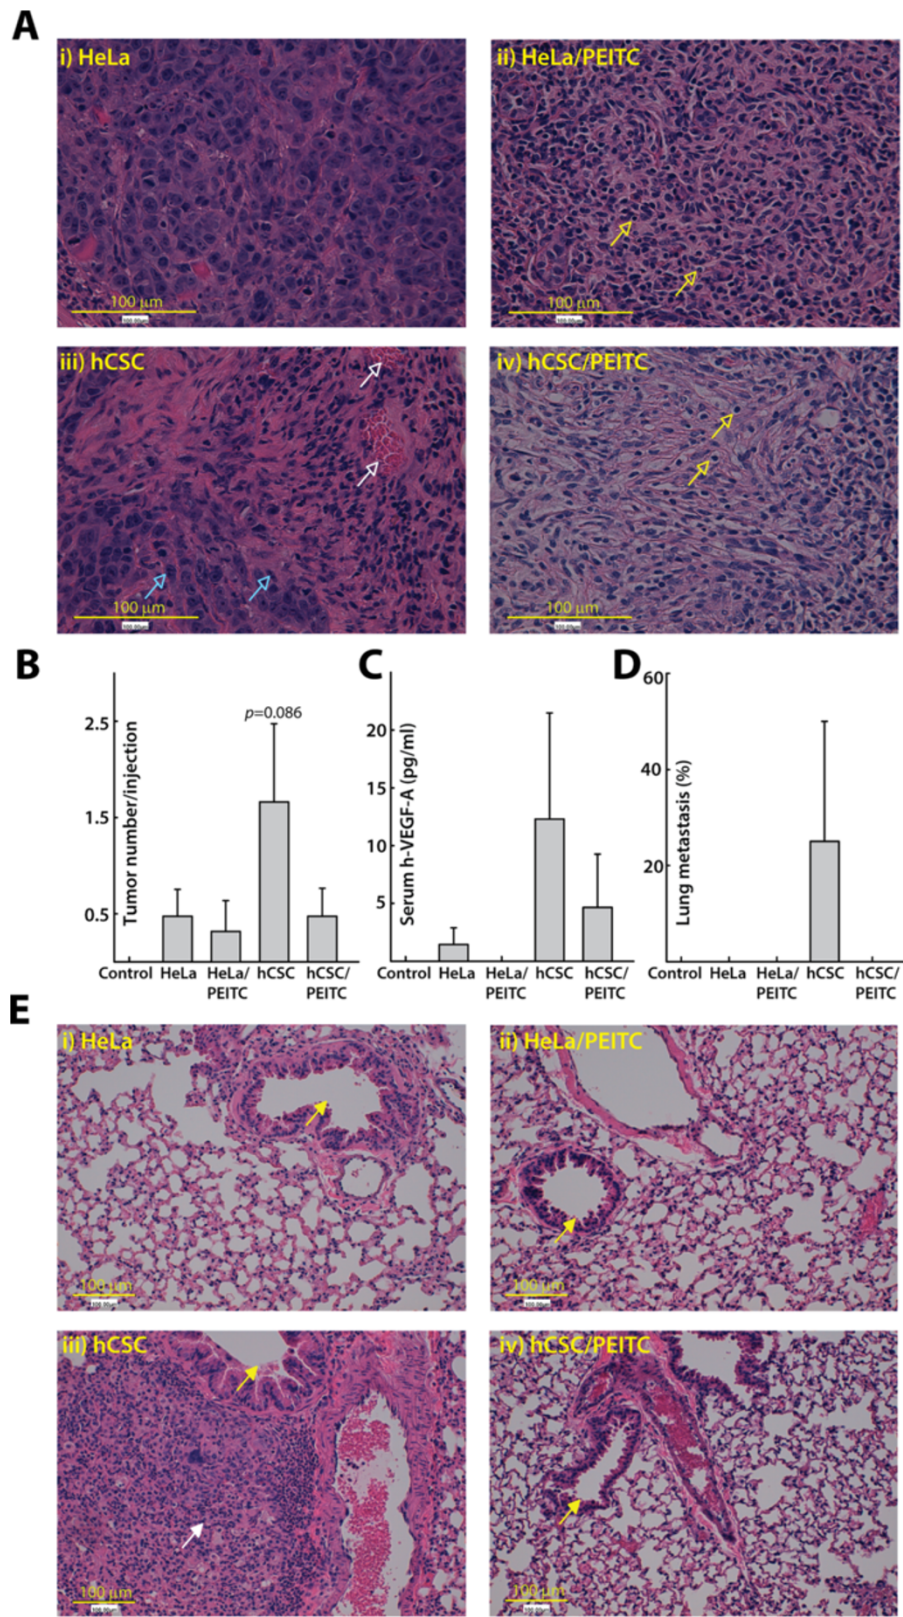 A
i) HeLa
ii) HeLa/PEITC
100 µm
100 µm
iii) hCSC
iv) hCSC/PEITC
100 µm
100 µm
B
C
D
p=0.086
2.5
1.5
0.5
Tumor number/injection
Control HeLa HeLa/ hCSC hCSC/
PEITC PEITC
20
15
10
5
Serum h-VEGF-A (pg/ml)
Control HeLa HeLa/ hCSC hCSC/
PEITC PEITC
60
40
20
Lung metastasis (%)
Control HeLa HeLa/ hCSC hCSC/
PEITC PEITC
E
i) HeLa
ii) HeLa/PEITC
100 µm
100 µm
iii) hCSC
iv) hCSC/PEITC
100 µm
100 µm